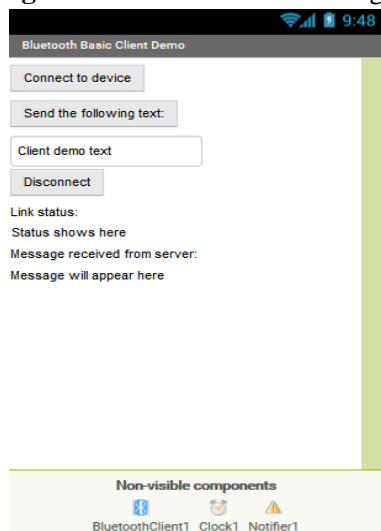 9:48
Bluetooth Basic Client Demo
Connect to device
Send the following text:
Client demo text
Disconnect
Link status:
Status shows here
Message received from server:
Message will appear here
Non-visible components
BluetoothClient1 Clock1 Notifier1